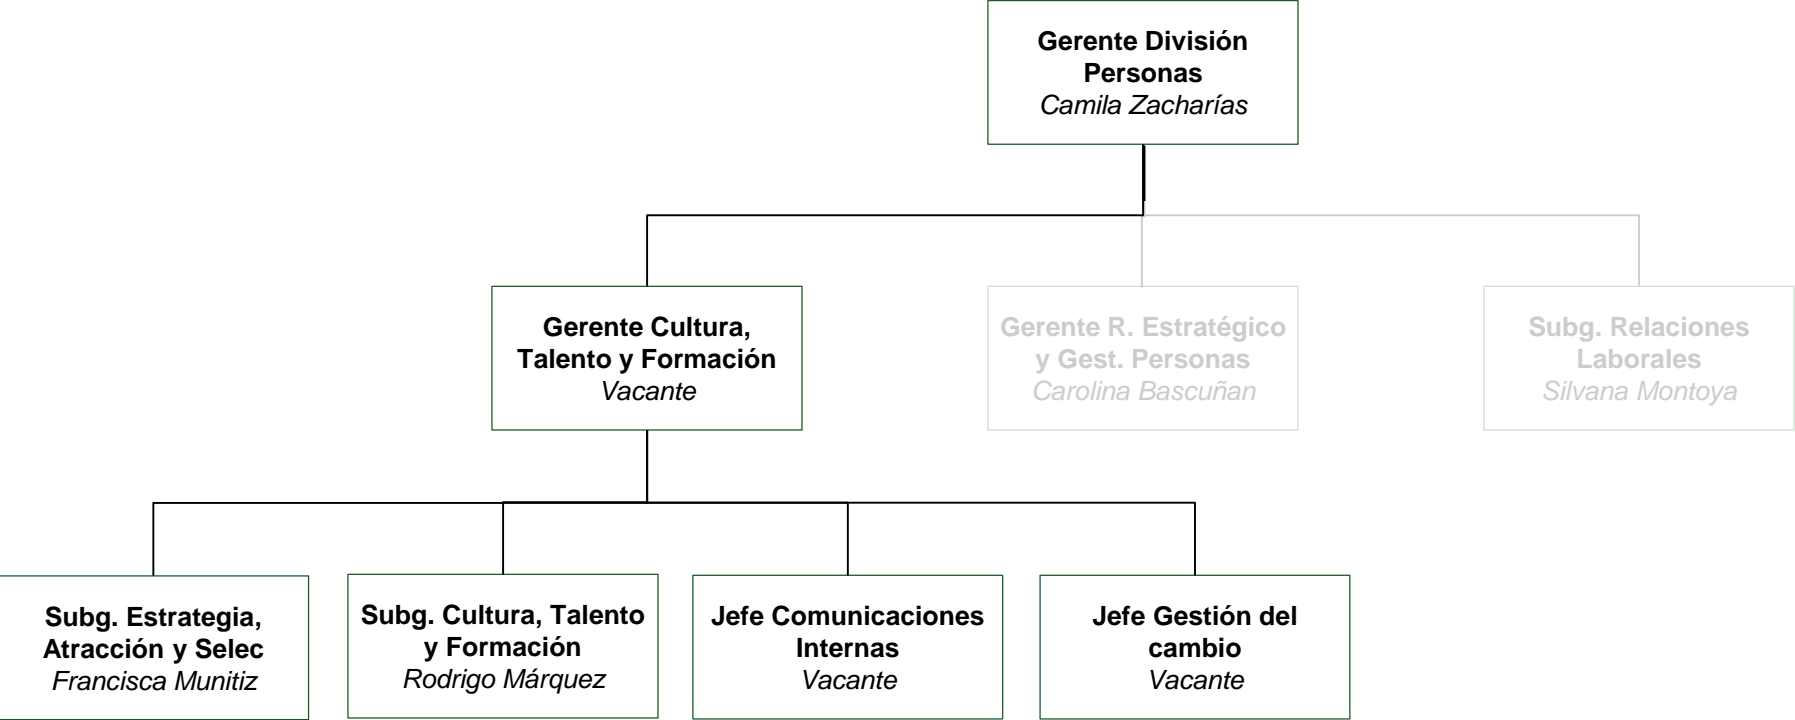 Gerente División
Personas
Camila Zacharías
Gerente Cultura,
Talento y Formación
Vacante
Gerente R. Estratégico
y Gest. Personas
Carolina Bascuñan
Subg. Relaciones
Laborales
Silvana Montoya
Subg. Estrategia,
Atracción y Selec
Francisca Munitiz
Subg. Cultura, Talento
y Formación
Rodrigo Márquez
Jefe Comunicaciones
Internas
Vacante
Jefe Gestión del
cambio
Vacante